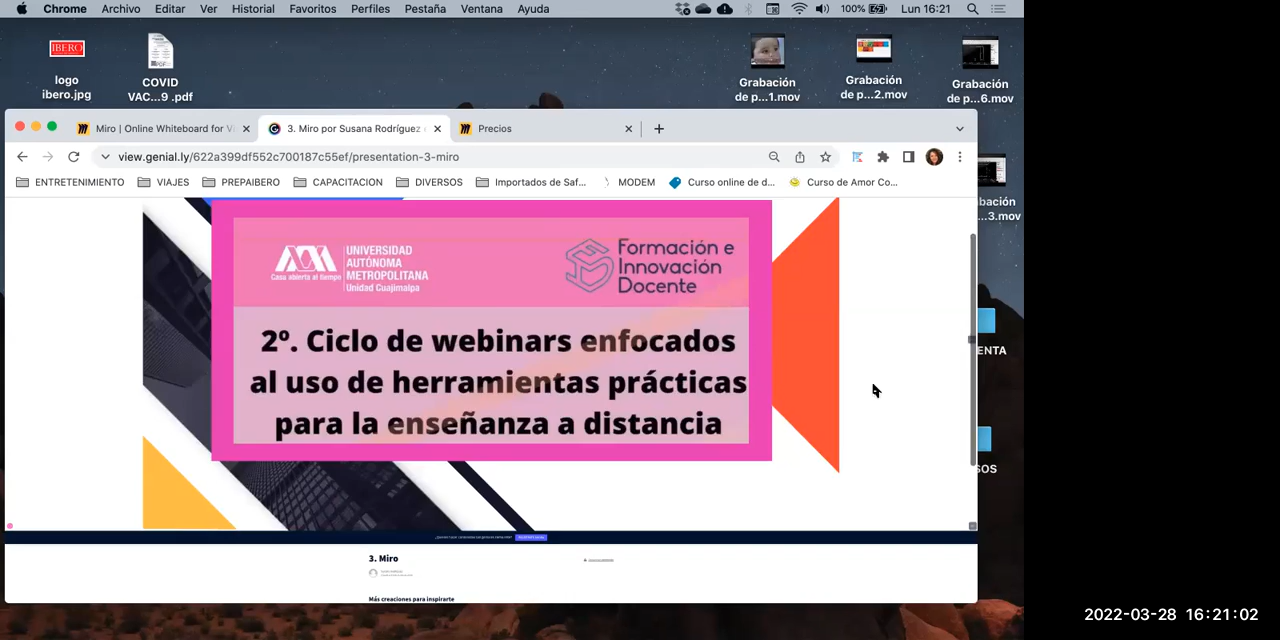 Chrome Archivo Editar Ver Historial Favoritos Perfiles Pestaña Ventana Ayuda 100% Lun 16:21
logo
ibero.jpg
IBERO
COVID
VAC...9 .pdf
Grabación
de p...1.mov
Grabación
de p...2.mov
Grabación
de p...6.mov
Miro | Online Whiteboard for Vi
3. Miro por Susana Rodríguez
Precios
view.genial.ly/622a399df552c700187c55ef/presentation-3-miro
ENTRETENIMIENTO VIAJES PREPAIBERO CAPACITACION DIVERSOS Importados de Saf... MODEM Curso online de d... Curso de Amor Co...
bación
...3.mov
UNIVERSIDAD
AUTÓNOMA
METROPOLITANA
Unidad Cuajimalpa
Casa abierta al tiempo
Formación e
Innovación
Docente
2º. Ciclo de webinars enfocados
al uso de herramientas prácticas
para la enseñanza a distancia
ENTA
SOS
3. Miro
Más creaciones para inspirarte
2022-03-28 16:21:02